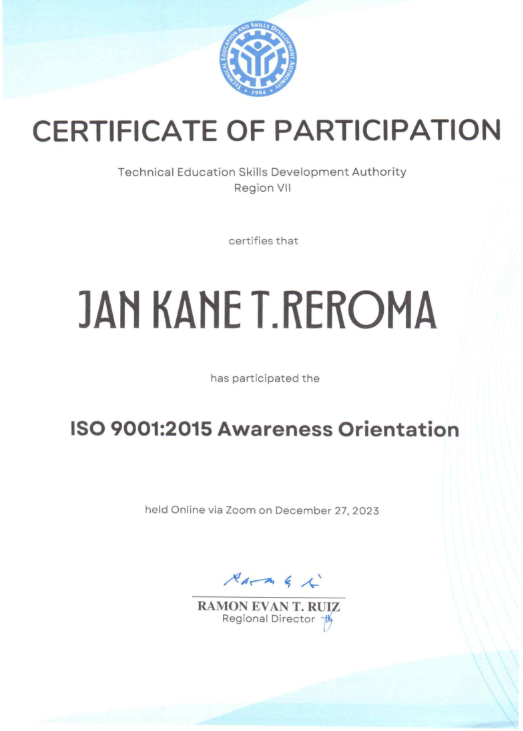 TECHNICAL EDUCATION AND SKILLS DEVELOPMENT AUTHORITY
1994
CERTIFICATE OF PARTICIPATION
Technical Education Skills Development Authority
Region VII
certifies that
JAN KANE T.REROMA
has participated the
ISO 9001:2015 Awareness Orientation
held Online via Zoom on December 27, 2023
RAMON EVAN T. RUIZ
Regional Director